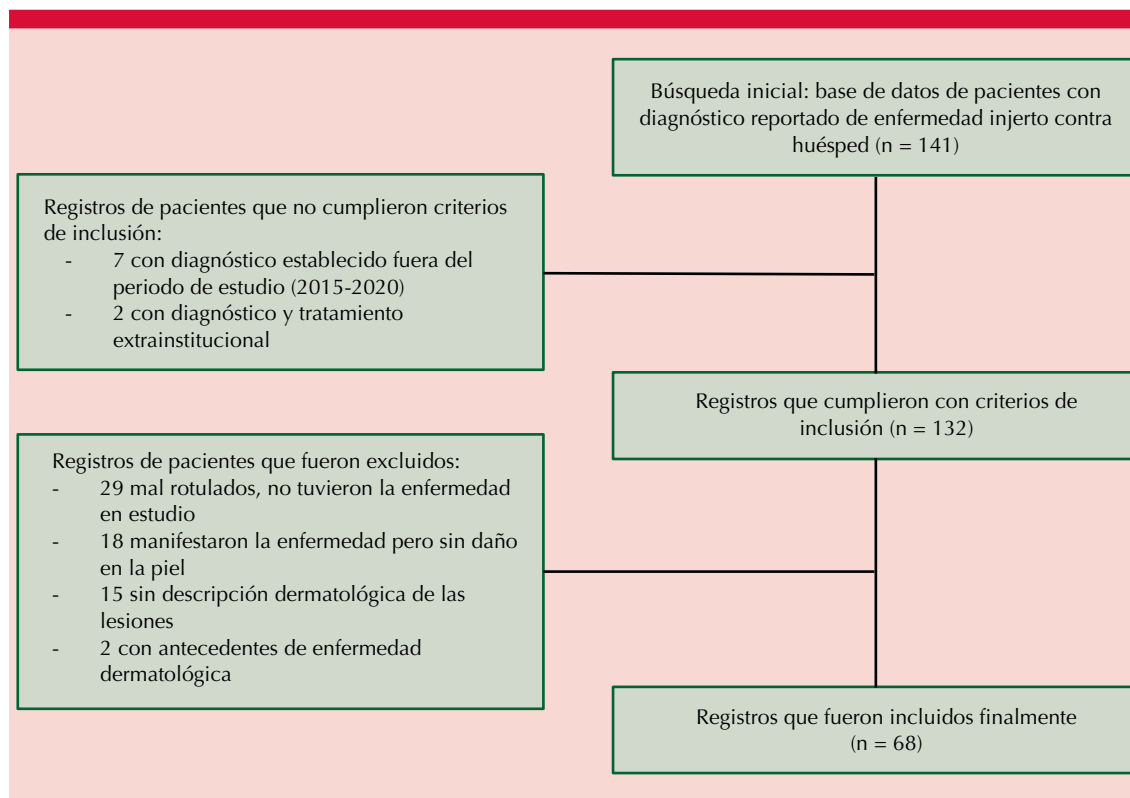 Búsqueda inicial: base de datos de pacientes con
diagnóstico reportado de enfermedad injerto contra
huésped (n = 141)
Registros de pacientes que no cumplieron criterios
de inclusión:
- 7 con diagnóstico establecido fuera del
periodo de estudio (2015-2020)
- 2 con diagnóstico y tratamiento
extrainstitucional
Registros que cumplieron con criterios de
inclusión (n = 132)
Registros de pacientes que fueron excluidos:
- 29 mal rotulados, no tuvieron la enfermedad
en estudio
- 18 manifestaron la enfermedad pero sin daño
en la piel
- 15 sin descripción dermatológica de las
lesiones
- 2 con antecedentes de enfermedad
dermatológica
Registros que fueron incluidos finalmente
(n = 68)